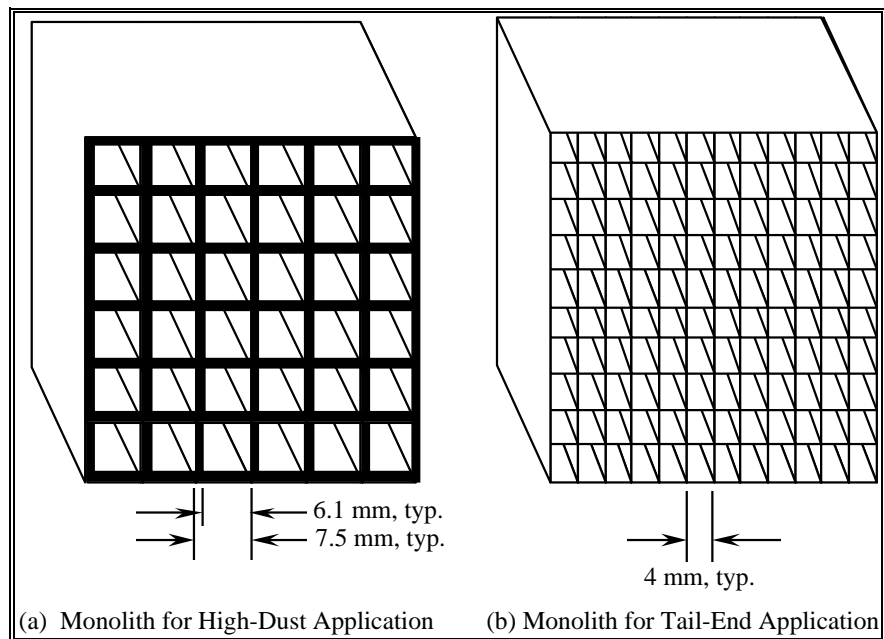 6.1 mm, typ.
7.5 mm, typ.
4 mm, typ.
(a) Monolith for High-Dust Application
(b) Monolith for Tail-End Application